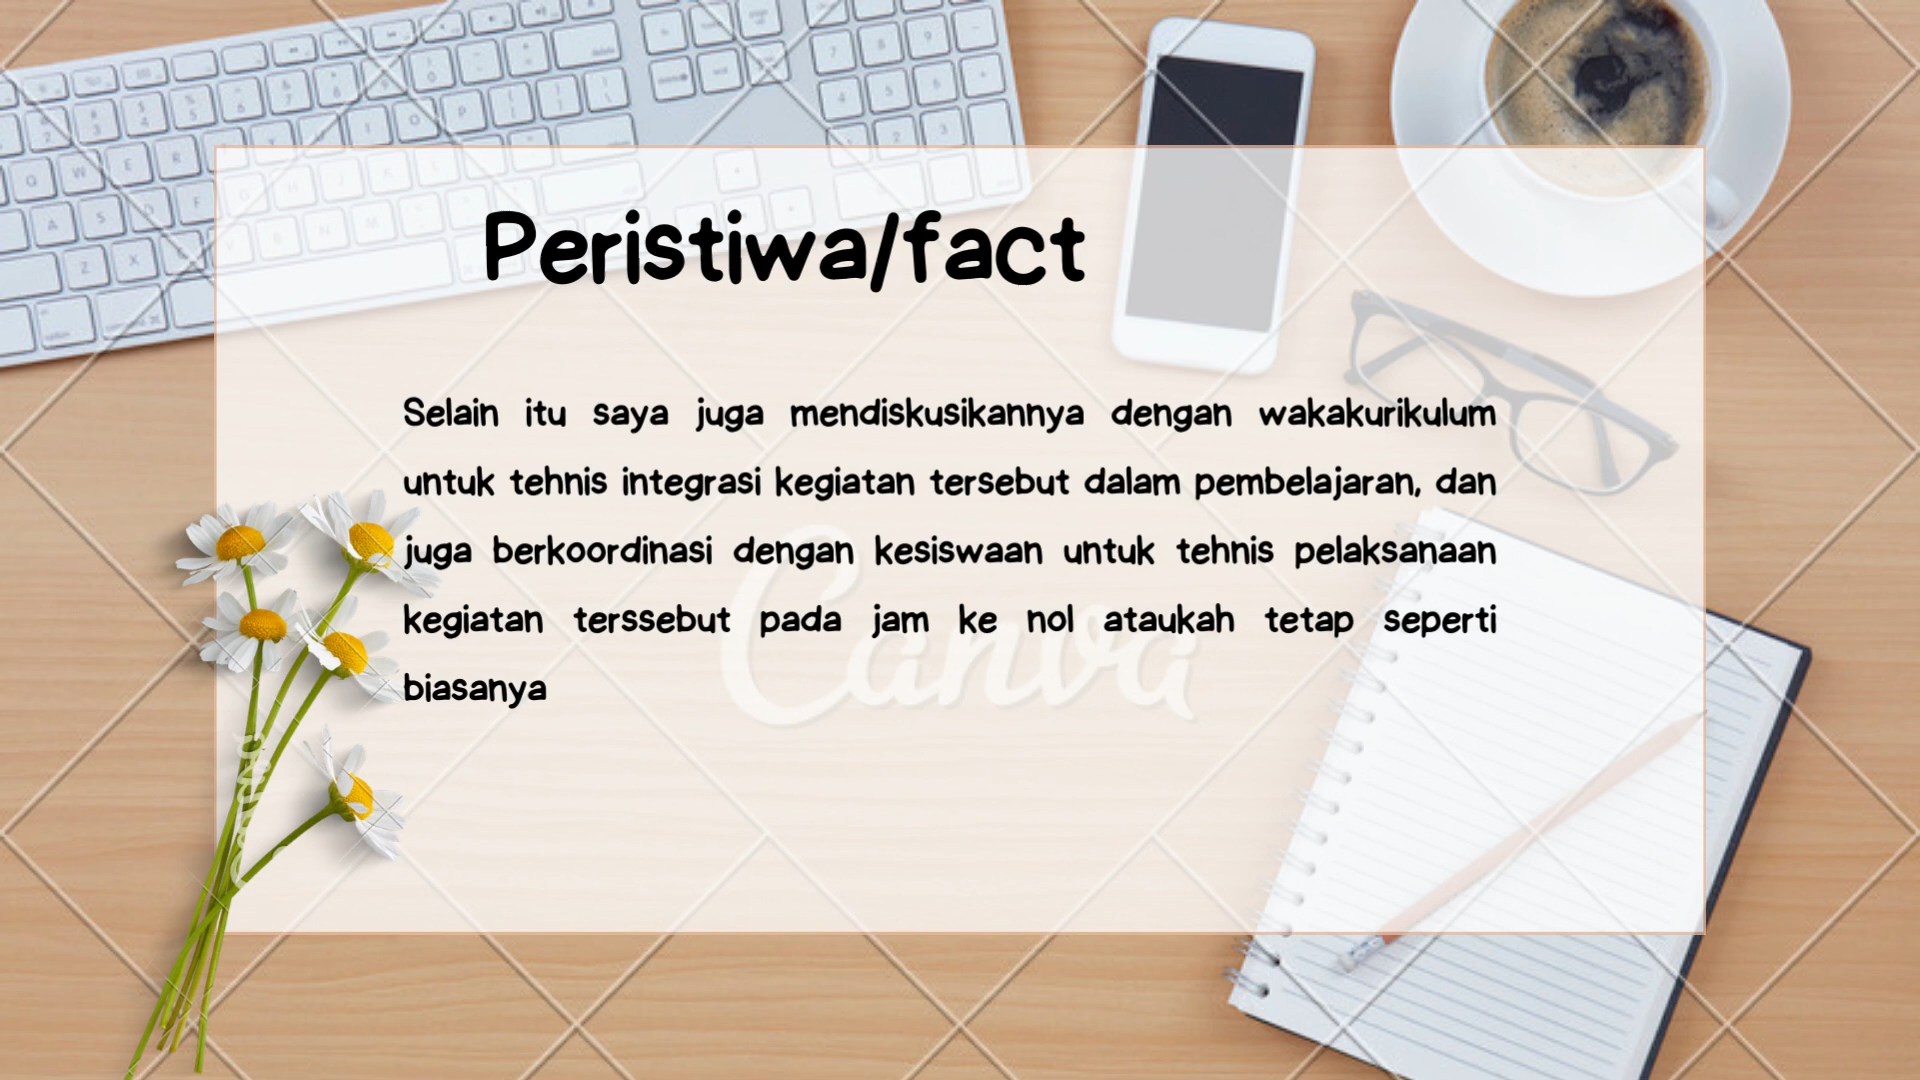 Peristiwa/fact
Selain itu saya juga mendiskusikannya dengan wakakurikulum
untuk tehnis integrasi kegiatan tersebut dalam pembelajaran, dan
juga berkoordinasi dengan kesiswaan untuk tehnis pelaksanaan
kegiatan terssebut pada jam ke nol ataukah tetap seperti
biasanya
Canva